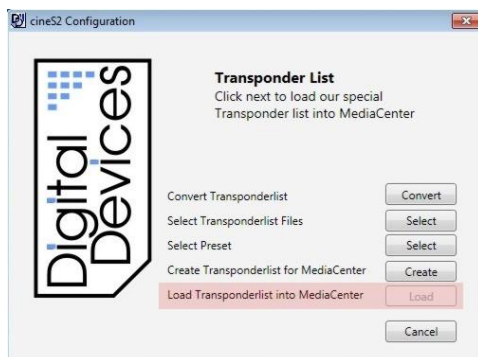 cineS2 Configuration
Digital
Devices
Transponder List
Click next to load our special
Transponder list into MediaCenter
Convert Transponderlist
Convert
Select Transponderlist Files
Select
Select Preset
Select
Create Transponderlist for MediaCenter
Create
Load Transponderlist into MediaCenter
Load
Cancel